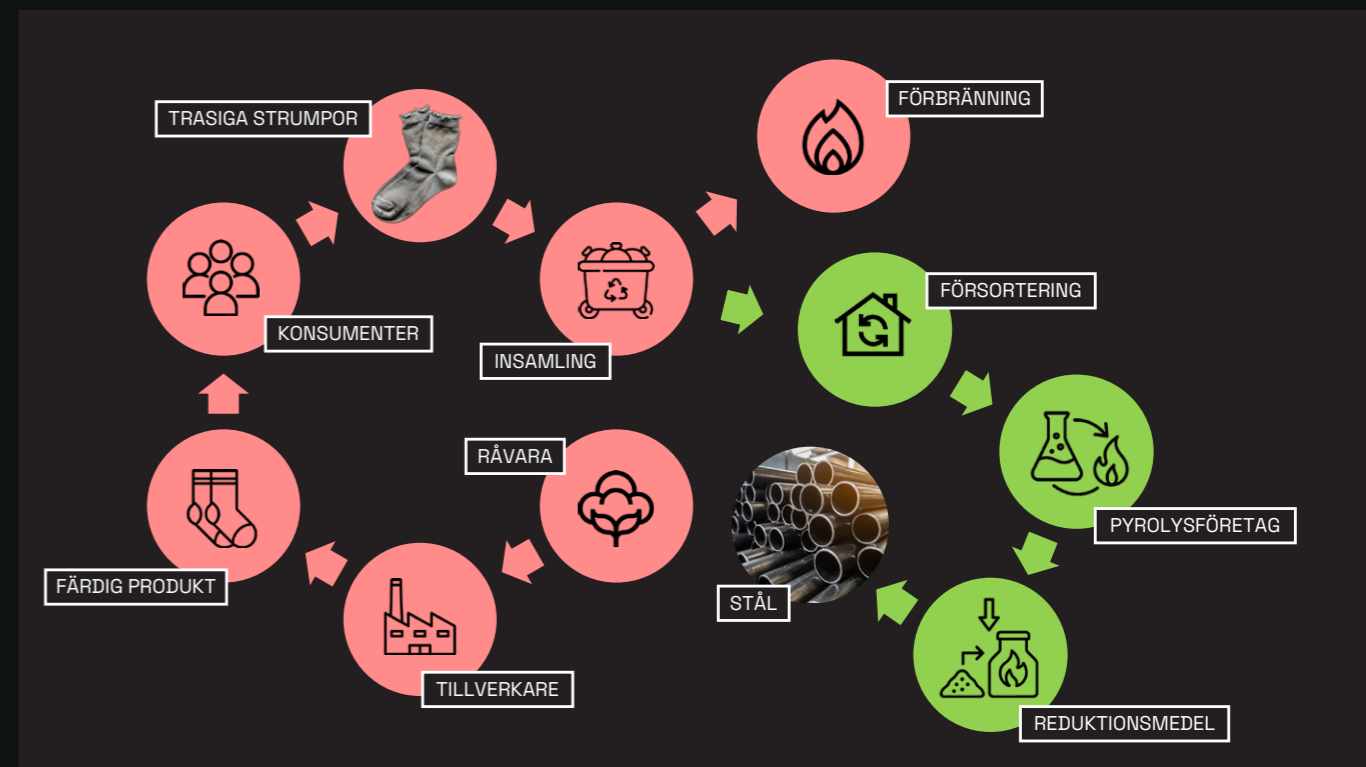 TRASIGA STRUMPOR
FÖRBRÄNNING
FÖRSORTERING
KONSUMENTER
INSAMLING
RÅVARA
PYROLYSFÖRETAG
FÄRDIG PRODUKT
STÅL
TILLVERKARE
REDUKTIONSMEDEL